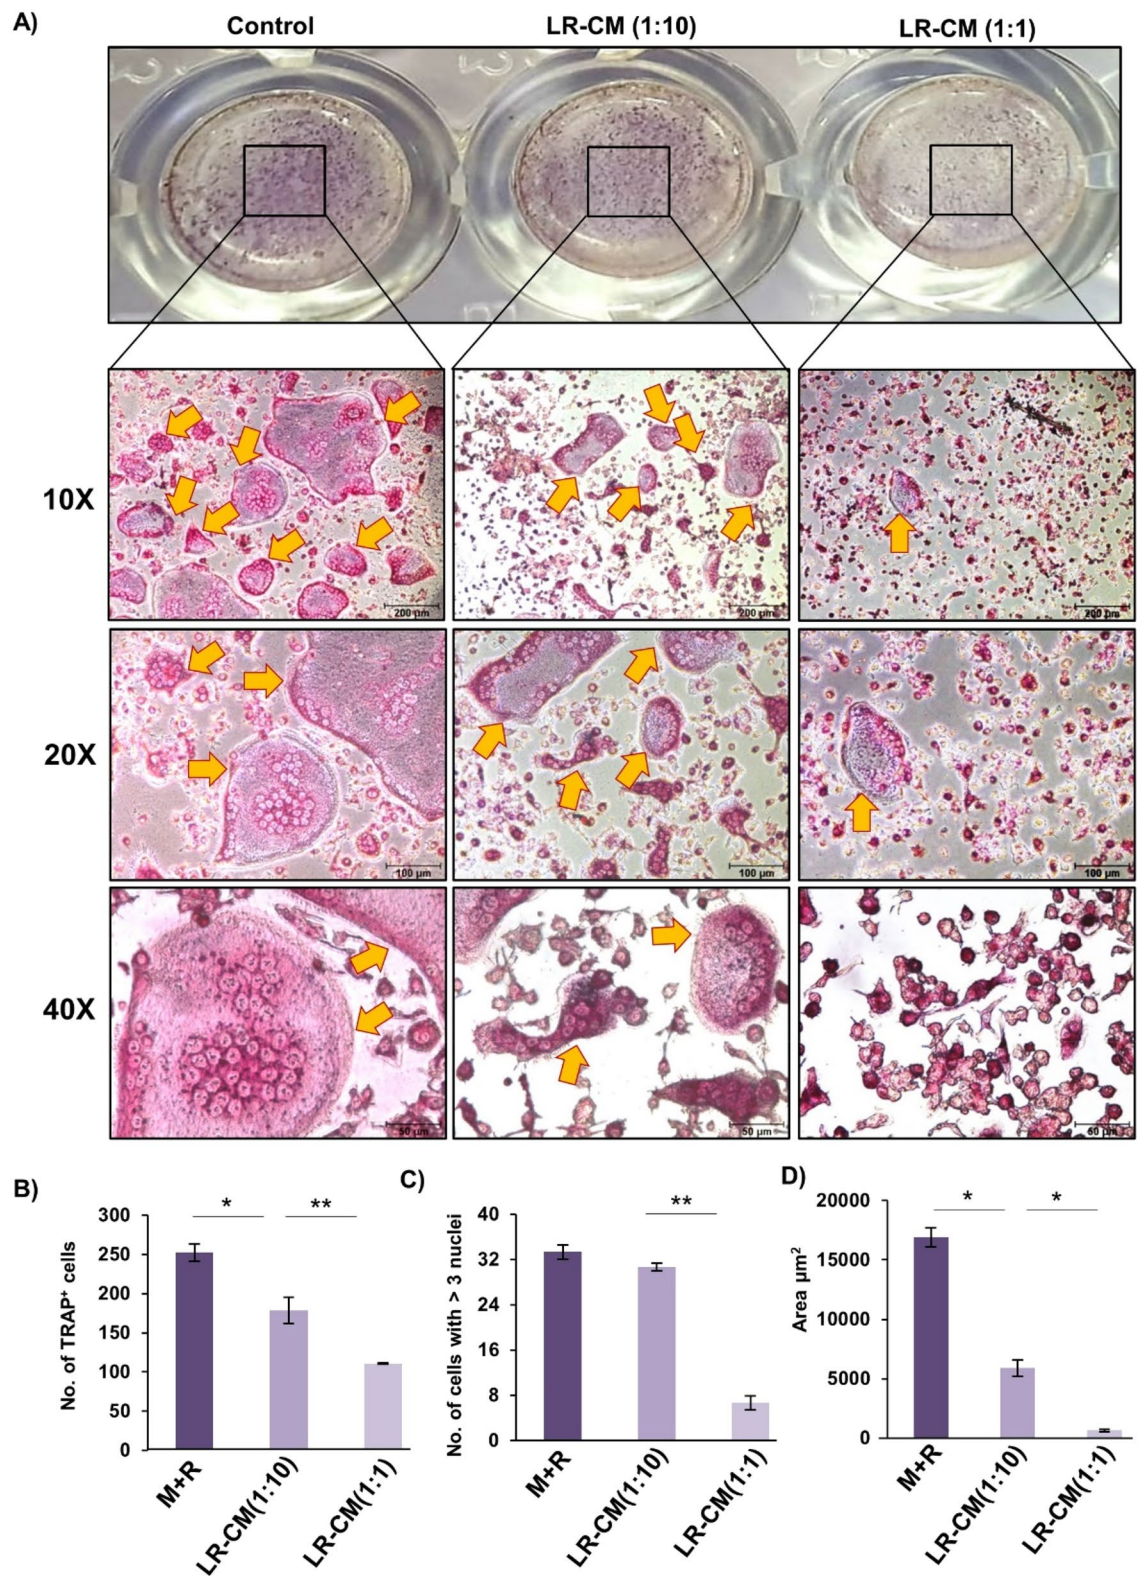 A)
Control
LR-CM (1:10)
LR-CM (1:1)
10X
200 µm
200 µm
200 µm
20X
100 µm
100 µm
100 µm
40X
50 µm
50 µm
50 µm
B)
* **
300
250
200
150
100
50
0
No. of TRAP⁺ cells
M+R
LR-CM(1:10)
LR-CM(1:1)
C)
**
40
32
24
16
8
0
No. of cells with > 3 nuclei
M+R
LR-CM(1:10)
LR-CM(1:1)
D)
* *
20000
15000
10000
5000
0
Area µm²
M+R
LR-CM(1:10)
LR-CM(1:1)